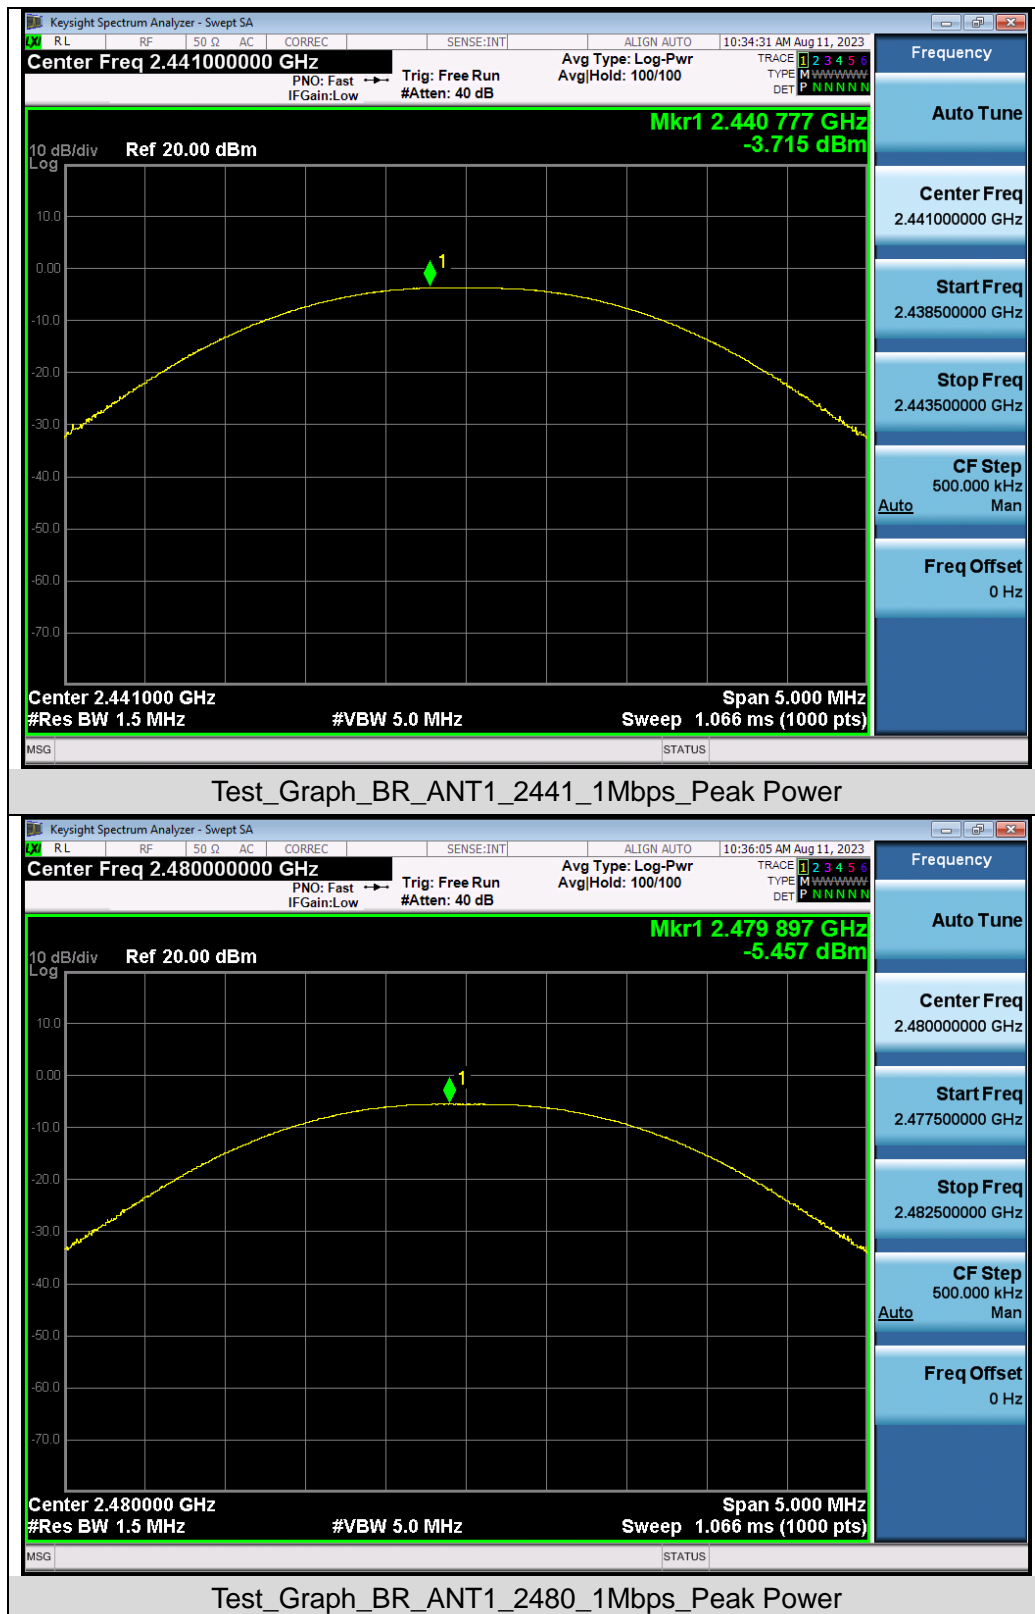 Keysight Spectrum Analyzer - Swept SA
LXI RL RF 50 Ω AC CORREC SENSE:INT ALIGN AUTO 10:34:31 AM Aug 11, 2023
Center Freq 2.441000000 GHz
PNO: Fast
IFGain:Low
Trig: Free Run
#Atten: 40 dB
Avg Type: Log-Pwr
Avg|Hold: 100/100
TRACE 1 2 3 4 5 6
TYPE M WWWWW
DET P N N N N N
Mkr1 2.440 777 GHz
-3.715 dBm
10 dB/div Ref 20.00 dBm
Log
10.0
0.00
-10.0
-20.0
-30.0
-40.0
-50.0
-60.0
-70.0
1
Center 2.441000 GHz Span 5.000 MHz
#Res BW 1.5 MHz #VBW 5.0 MHz Sweep 1.066 ms (1000 pts)
MSG STATUS
Frequency
Auto Tune
Center Freq
2.441000000 GHz
Start Freq
2.438500000 GHz
Stop Freq
2.443500000 GHz
CF Step
500.000 kHz
Auto Man
Freq Offset
0 Hz
Test_Graph_BR_ANT1_2441_1Mbps_Peak Power
Keysight Spectrum Analyzer - Swept SA
LXI RL RF 50 Ω AC CORREC SENSE:INT ALIGN AUTO 10:36:05 AM Aug 11, 2023
Center Freq 2.480000000 GHz
PNO: Fast
IFGain:Low
Trig: Free Run
#Atten: 40 dB
Avg Type: Log-Pwr
Avg|Hold: 100/100
TRACE 1 2 3 4 5 6
TYPE M WWWWW
DET P N N N N N
Mkr1 2.479 897 GHz
-5.457 dBm
10 dB/div Ref 20.00 dBm
Log
10.0
0.00
-10.0
-20.0
-30.0
-40.0
-50.0
-60.0
-70.0
1
Center 2.480000 GHz Span 5.000 MHz
#Res BW 1.5 MHz #VBW 5.0 MHz Sweep 1.066 ms (1000 pts)
MSG STATUS
Frequency
Auto Tune
Center Freq
2.480000000 GHz
Start Freq
2.477500000 GHz
Stop Freq
2.482500000 GHz
CF Step
500.000 kHz
Auto Man
Freq Offset
0 Hz
Test_Graph_BR_ANT1_2480_1Mbps_Peak Power